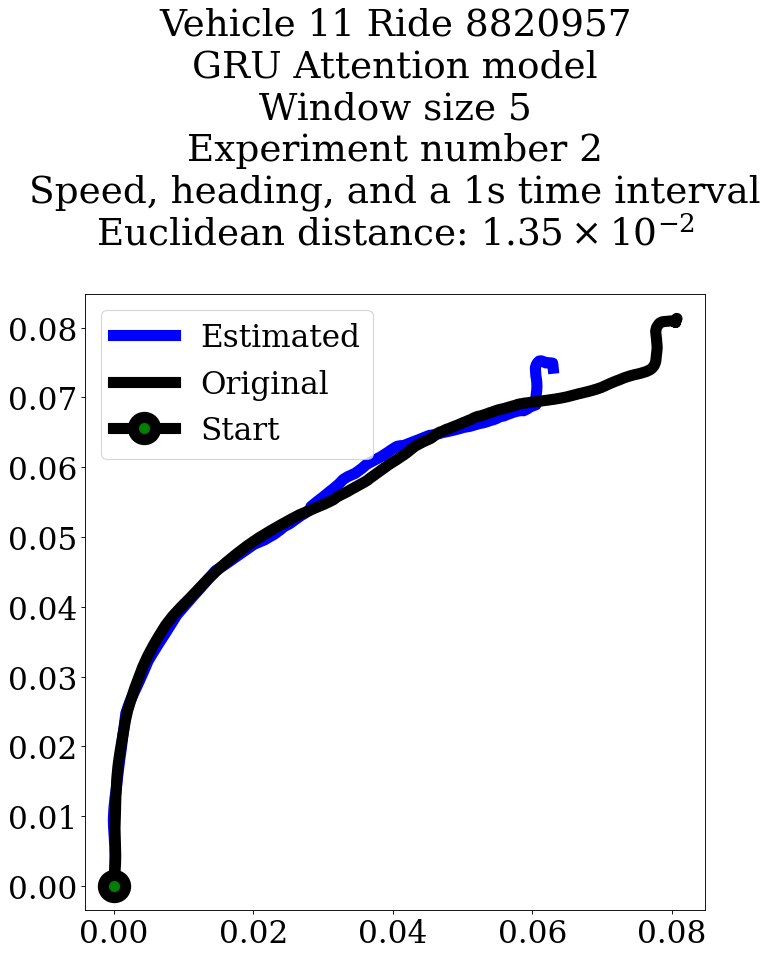 Vehicle 11 Ride 8820957
GRU Attention model
Window size 5
Experiment number 2
Speed, heading, and a 1s time interval
Euclidean distance: 1.35 × 10⁻²
Estimated
Original
Start
0.08
0.07
0.06
0.05
0.04
0.03
0.02
0.01
0.00
0.00 0.02 0.04 0.06 0.08